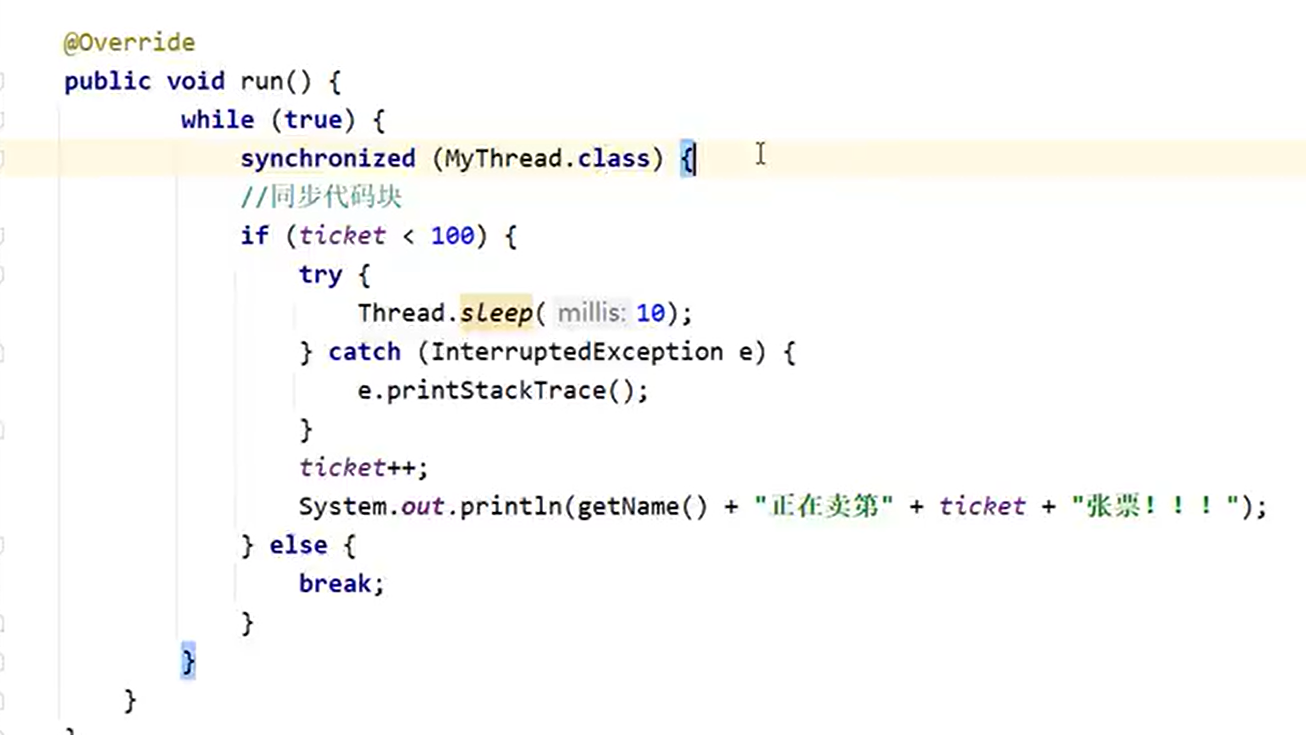 @Override
public void run() {
while (true) {
synchronized (MyThread.class) {
//同步代码块
if (ticket < 100) {
try {
Thread.sleep( millis: 10);
} catch (InterruptedException e) {
e.printStackTrace();
}
ticket++;
System.out.println(getName() + "正在卖第" + ticket + "张票！！！");
} else {
break;
}
}
}
}